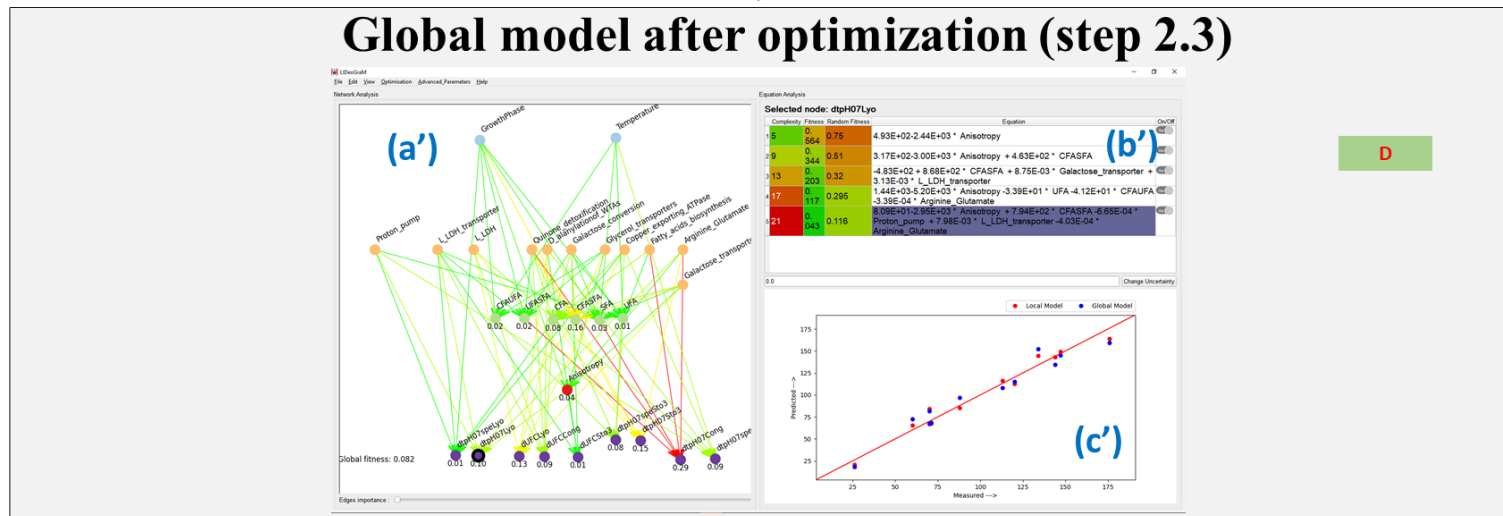 Global model after optimization (step 2.3)
LIDeoGraM
File Edit View Optimisation Advanced_Parameters Help
Network Analysis
(a’)
GrowthPhase
Temperature
Proton_pump
L_LDH_transporter
L_LDH
Quinone_detoxification
D_alanylationof_WTAs
Galactose_conversion
Glycerol_transporters
Copper_exporting_ATPase
Fatty_acids_biosynthesis
Arginine_Glutamate
Galactose_transporte
CFAUFA
UFASFA
CFA
CFASFA
SFA
UFA
0.02 0.02 0.08 0.16 0.03 0.01
Anisotropy
0.04
dtpH07speLyo
dtpH07Lyo
dUFCLyo
dUFCCong
dUFCSto3
dtpH07speSto3
dtpH07Sto3
dtpH07Cong
dtpH07spe
Global fitness: 0.082
0.01 0.10 0.13 0.09 0.01 0.08 0.15 0.29 0.09
Edges importance :
Equation Analysis
Selected node: dtpH07Lyo
Complexity Fitness Random Fitness Equation On/Off
1 5 0.564 0.75 4.93E+02-2.44E+03 * Anisotropy
2 9 0.344 0.51 3.17E+02-3.00E+03 * Anisotropy + 4.63E+02 * CFASFA
3 13 0.203 0.32 -4.83E+02 + 8.68E+02 * CFASFA + 8.75E-03 * Galactose_transporter +
3.13E-03 * L_LDH_transporter
4 17 0.117 0.295 1.44E+03-5.20E+03 * Anisotropy -3.39E+01 * UFA -4.12E+01 * CFAUFA
-3.39E-04 * Arginine_Glutamate
5 21 0.043 0.116 8.09E+01-2.95E+03 * Anisotropy + 7.94E+02 * CFASFA -6.65E-04 *
Proton_pump + 7.98E-03 * L_LDH_transporter -4.03E-04 *
Arginine_Glutamate
(b’)
0.0 Change Uncertainty
Local Model Global Model
175
150
125
100
75
50
25
Predicted --->
25 50 75 100 125 150 175
Measured --->
(c’)
D